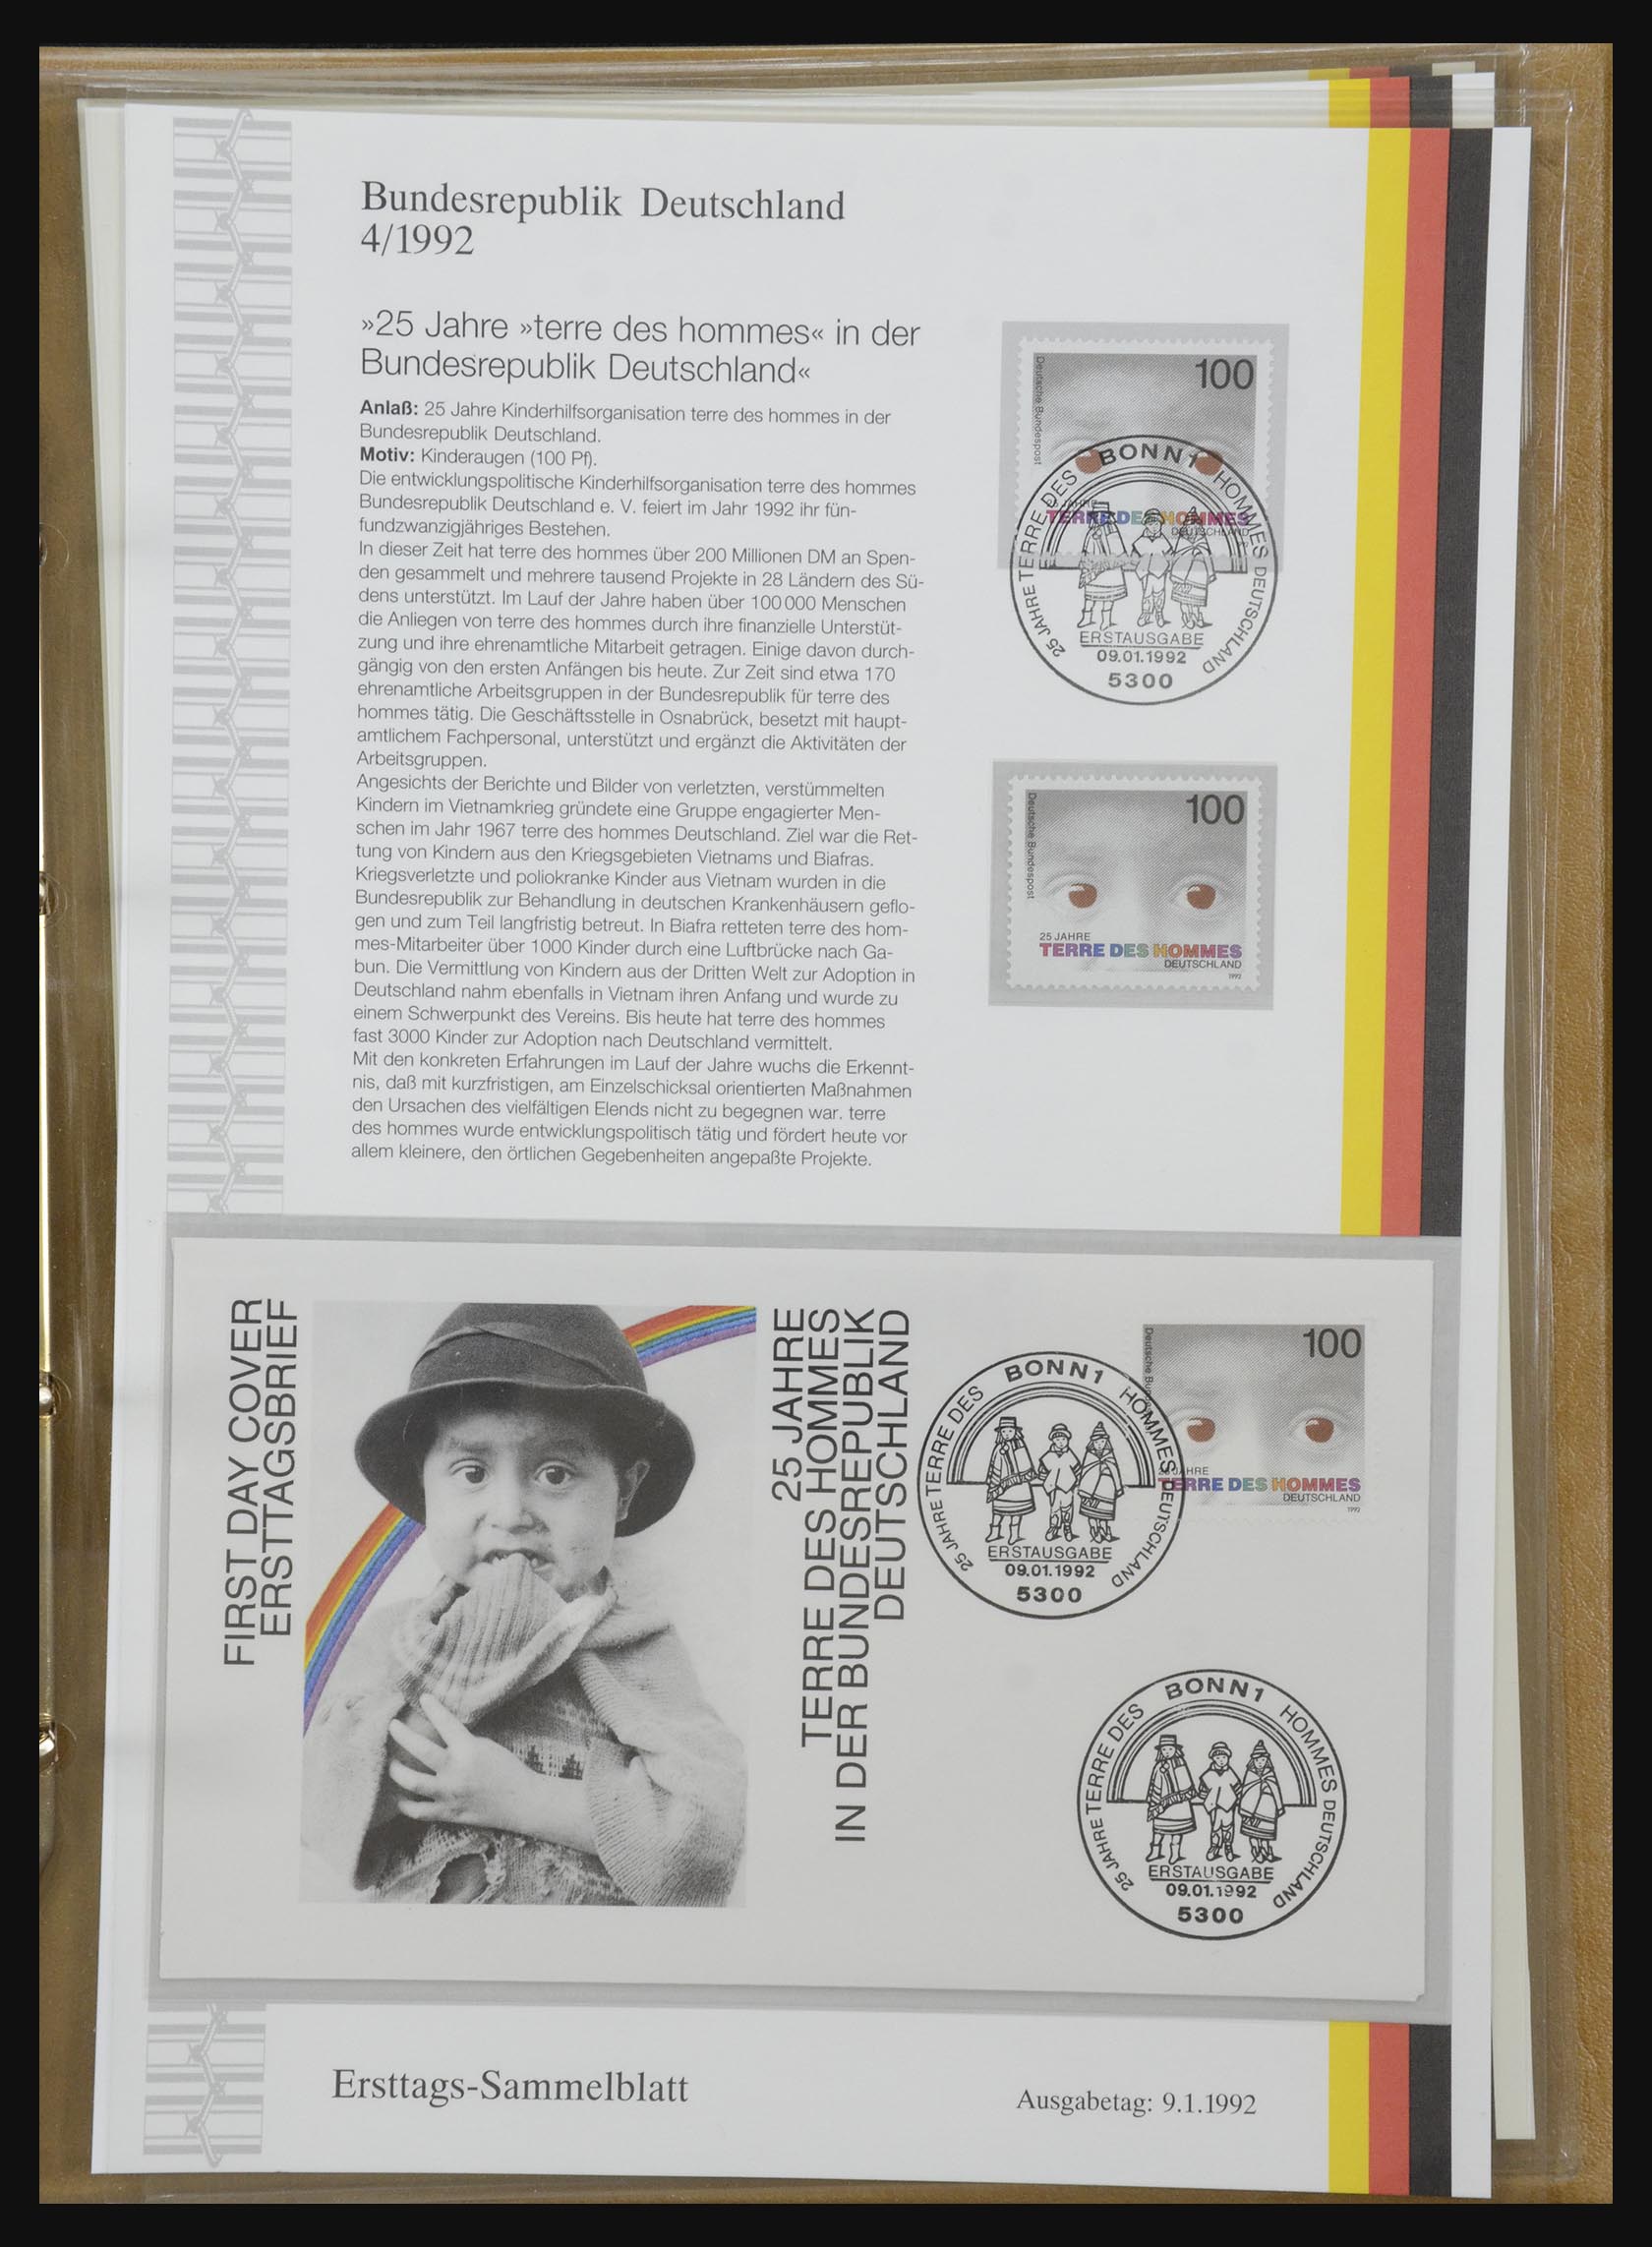 Bundesrepublik Deutschland
4/1992
»25 Jahre »terre des hommes« in der
Bundesrepublik Deutschland«
Anlaß: 25 Jahre Kinderhilfsorganisation terre des hommes in der
Bundesrepublik Deutschland.
Motiv: Kinderaugen (100 Pf).
Die entwicklungspolitische Kinderhilfsorganisation terre des hommes
Bundesrepublik Deutschland e. V. feiert im Jahr 1992 ihr fün-
fundzwanzigjähriges Bestehen.
In dieser Zeit hat terre des hommes über 200 Millionen DM an Spen-
den gesammelt und mehrere tausend Projekte in 28 Ländern des Sü-
dens unterstützt. Im Lauf der Jahre haben über 100 000 Menschen
die Anliegen von terre des hommes durch ihre finanzielle Unterstüt-
zung und ihre ehrenamtliche Mitarbeit getragen. Einige davon durch-
gängig von den ersten Anfängen bis heute. Zur Zeit sind etwa 170
ehrenamtliche Arbeitsgruppen in der Bundesrepublik für terre des
hommes tätig. Die Geschäftsstelle in Osnabrück, besetzt mit haupt-
amtlichem Fachpersonal, unterstützt und ergänzt die Aktivitäten der
Arbeitsgruppen.
Angesichts der Berichte und Bilder von verletzten, verstümmelten
Kindern im Vietnamkrieg gründete eine Gruppe engagierter Men-
schen im Jahr 1967 terre des hommes Deutschland. Ziel war die Ret-
tung von Kindern aus den Kriegsgebieten Vietnams und Biafras.
Kriegsverletzte und poliokranke Kinder aus Vietnam wurden in die
Bundesrepublik zur Behandlung in deutschen Krankenhäusern geflo-
gen und zum Teil langfristig betreut. In Biafra retteten terre des hom-
mes-Mitarbeiter über 1000 Kinder durch eine Luftbrücke nach Ga-
bun. Die Vermittlung von Kindern aus der Dritten Welt zur Adoption in
Deutschland nahm ebenfalls in Vietnam ihren Anfang und wurde zu
einem Schwerpunkt des Vereins. Bis heute hat terre des hommes
fast 3000 Kinder zur Adoption nach Deutschland vermittelt.
Mit den konkreten Erfahrungen im Lauf der Jahre wuchs die Erkennt-
nis, daß mit kurzfristigen, am Einzelschicksal orientierten Maßnahmen
den Ursachen des vielfältigen Elends nicht zu begegnen war. terre
des hommes wurde entwicklungspolitisch tätig und fördert heute vor
allem kleinere, den örtlichen Gegebenheiten angepaßte Projekte.
Deutsche Bundespost
100
TERRE DES HOMMES
DEUTSCHLAND
BONN 1
25 JAHRE TERRE DES HOMMES DEUTSCHLAND
ERSTAUSGABE
09.01.1992
5300
Deutsche Bundespost
100
25 JAHRE
TERRE DES HOMMES
DEUTSCHLAND
1992
FIRST DAY COVER
ERSTTAGSBRIEF
25 JAHRE
TERRE DES HOMMES
IN DER BUNDESREPUBLIK
DEUTSCHLAND
Deutsche
100
25 JAHRE
TERRE DES HOMMES
DEUTSCHLAND
1992
BONN 1
25 JAHRE TERRE DES HOMMES DEUTSCHLAND
ERSTAUSGABE
09.01.1992
5300
BONN 1
25 JAHRE TERRE DES HOMMES DEUTSCHLAND
ERSTAUSGABE
09.01.1992
5300
Ersttags-Sammelblatt
Ausgabetag: 9.1.1992